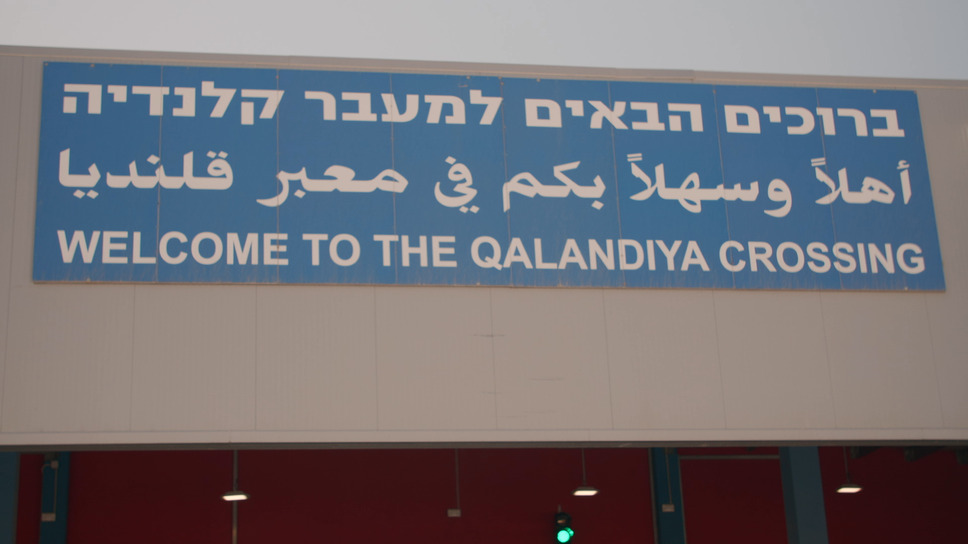 ברוכים הבאים למעבר קלנדיה
أهلاً وسهلاً بكم في معبر قلنديا
WELCOME TO THE QALANDIYA CROSSING